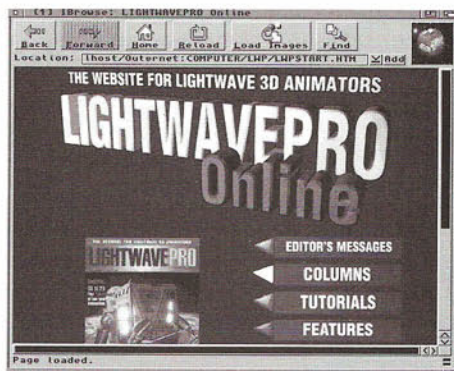 (1) IBrowse: LIGHTWAVEPRO Online
Back Forward Home Reload Load Images Find
Location: lhost/Outernet:COMPUTER/LWP/LWPSTART.HTM Add
THE WEBSITE FOR LIGHTWAVE 3D ANIMATORS
LIGHTWAVEPRO
Online
LIGHTWAVEPRO
EDITOR'S MESSAGES
COLUMNS
TUTORIALS
FEATURES
Page loaded.